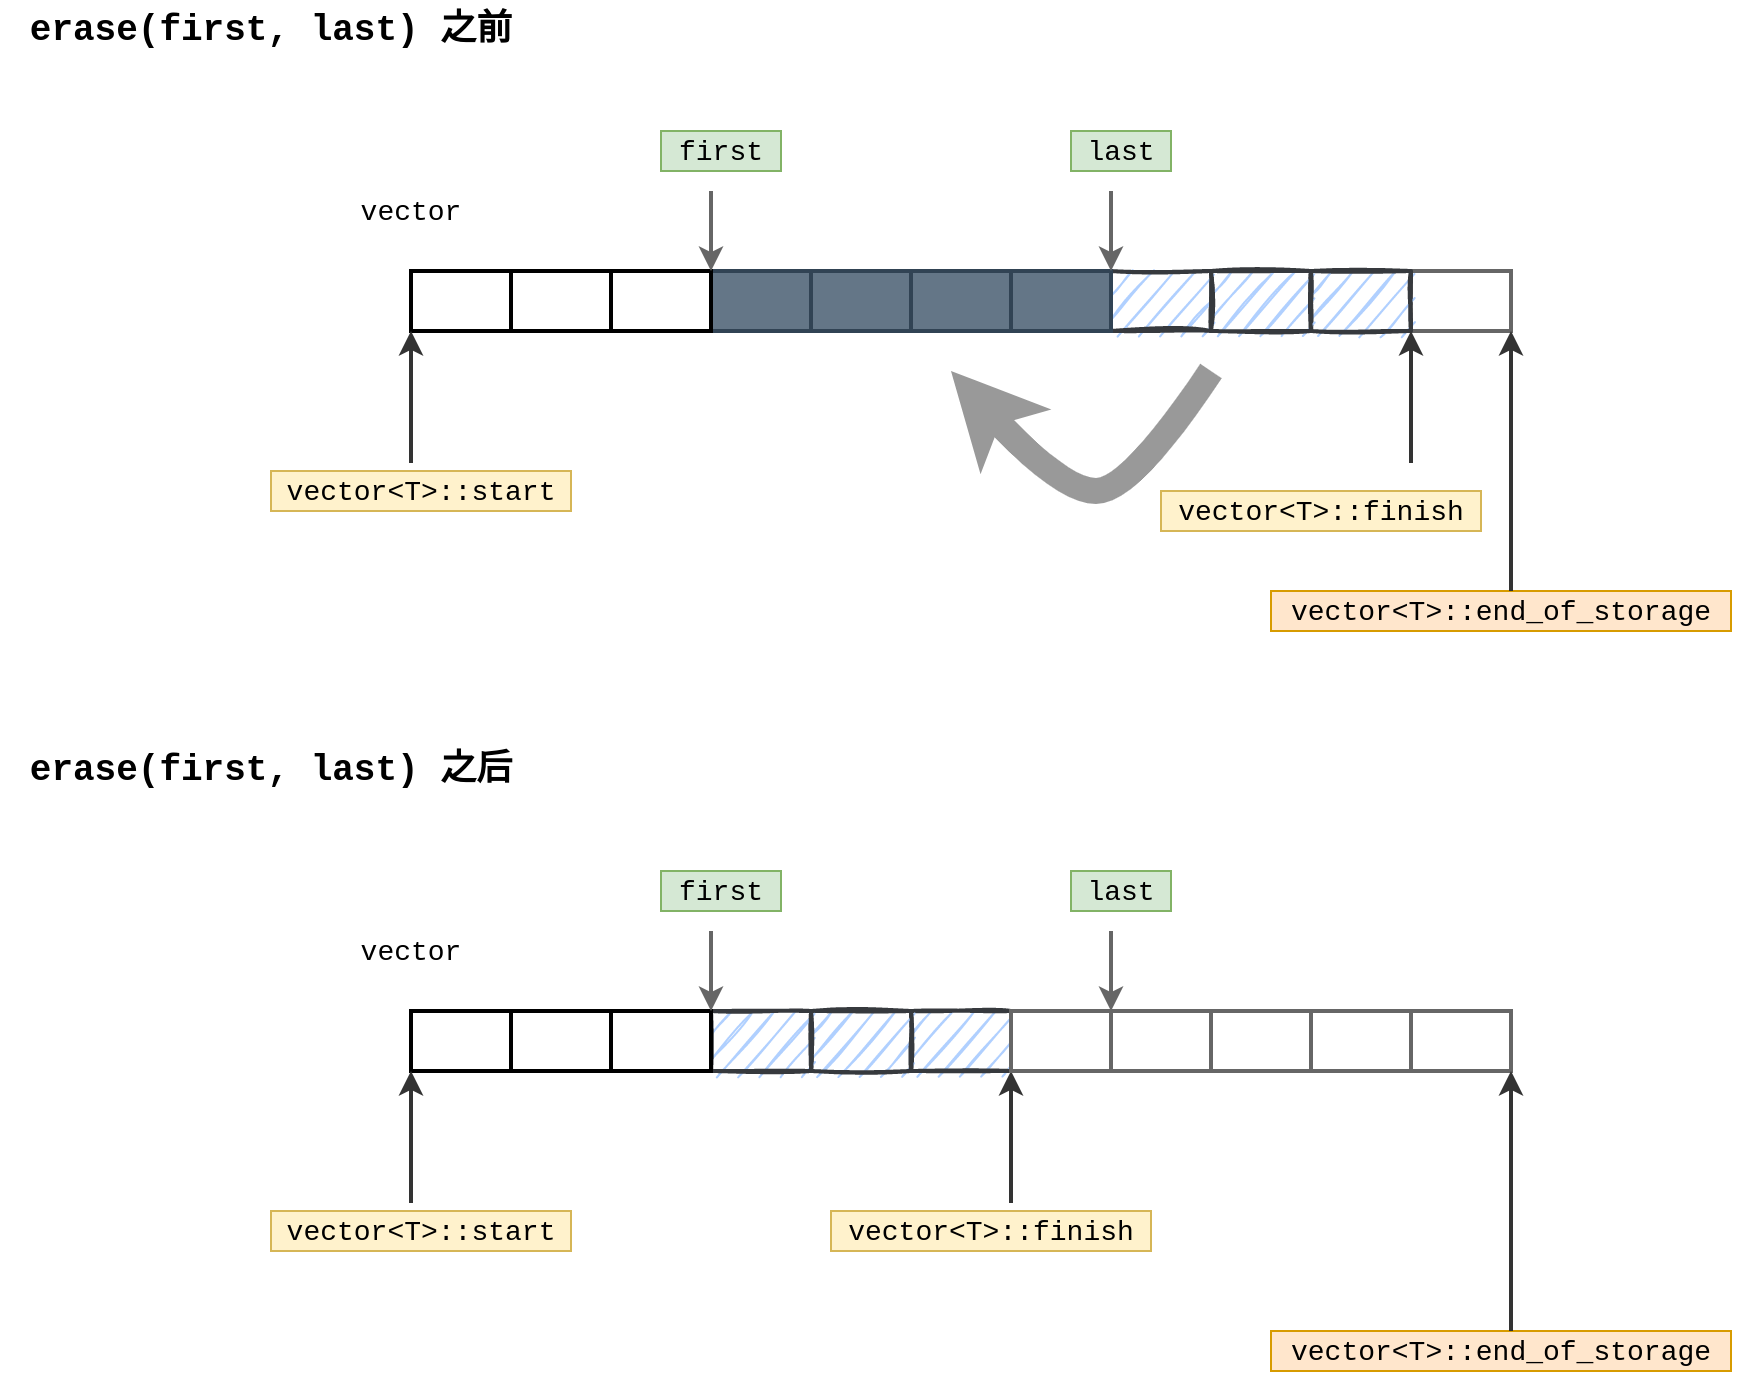 erase(first, last) 之前
first
last
vector
vector<T>::start
vector<T>::finish
vector<T>::end_of_storage
erase(first, last) 之后
first
last
vector
vector<T>::start
vector<T>::finish
vector<T>::end_of_storage